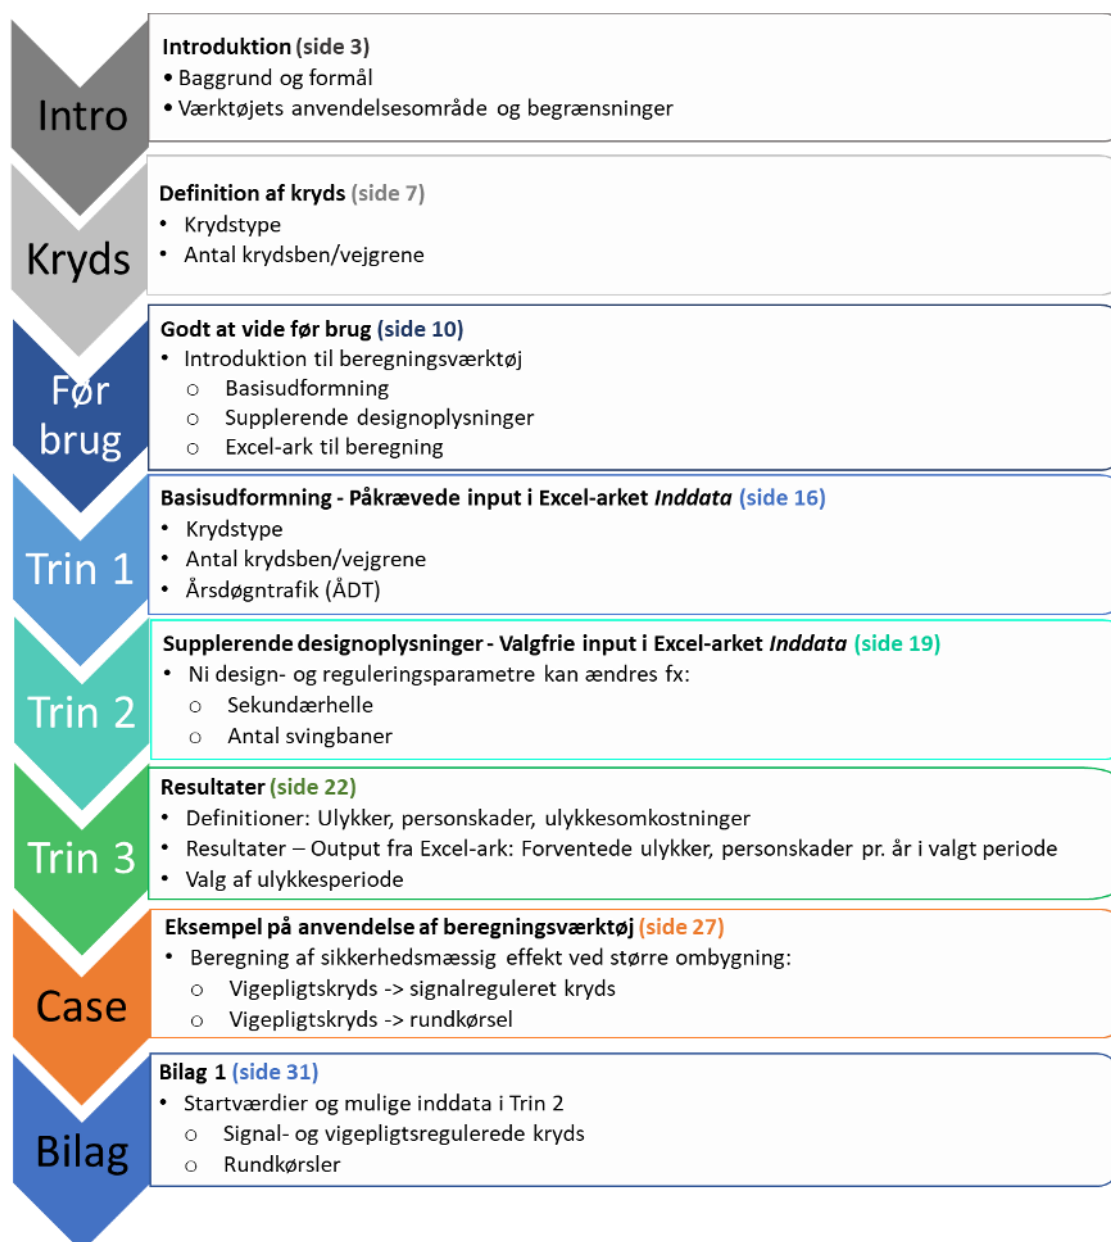 Intro
Introduktion (side 3)
• Baggrund og formål
• Værktøjets anvendelsesområde og begrænsninger
Kryds
Definition af kryds (side 7)
• Krydstype
• Antal krydsben/vejgrene
Før
brug
Godt at vide før brug (side 10)
• Introduktion til beregningsværktøj
o Basisudformning
o Supplerende designoplysninger
o Excel-ark til beregning
Trin 1
Basisudformning - Påkrævede input i Excel-arket Inddata (side 16)
• Krydstype
• Antal krydsben/vejgrene
• Årsdøgntrafik (ÅDT)
Trin 2
Supplerende designoplysninger - Valgfrie input i Excel-arket Inddata (side 19)
• Ni design- og reguleringsparametre kan ændres fx:
o Sekundærhelle
o Antal svingbaner
Trin 3
Resultater (side 22)
• Definitioner: Ulykker, personskader, ulykkesomkostninger
• Resultater – Output fra Excel-ark: Forventede ulykker, personskader pr. år i valgt periode
• Valg af ulykkesperiode
Case
Eksempel på anvendelse af beregningsværktøj (side 27)
• Beregning af sikkerhedsmæssig effekt ved større ombygning:
o Vigepligtskryds -> signalreguleret kryds
o Vigepligtskryds -> rundkørsel
Bilag
Bilag 1 (side 31)
• Startværdier og mulige inddata i Trin 2
o Signal- og vigepligtsregulerede kryds
o Rundkørsler